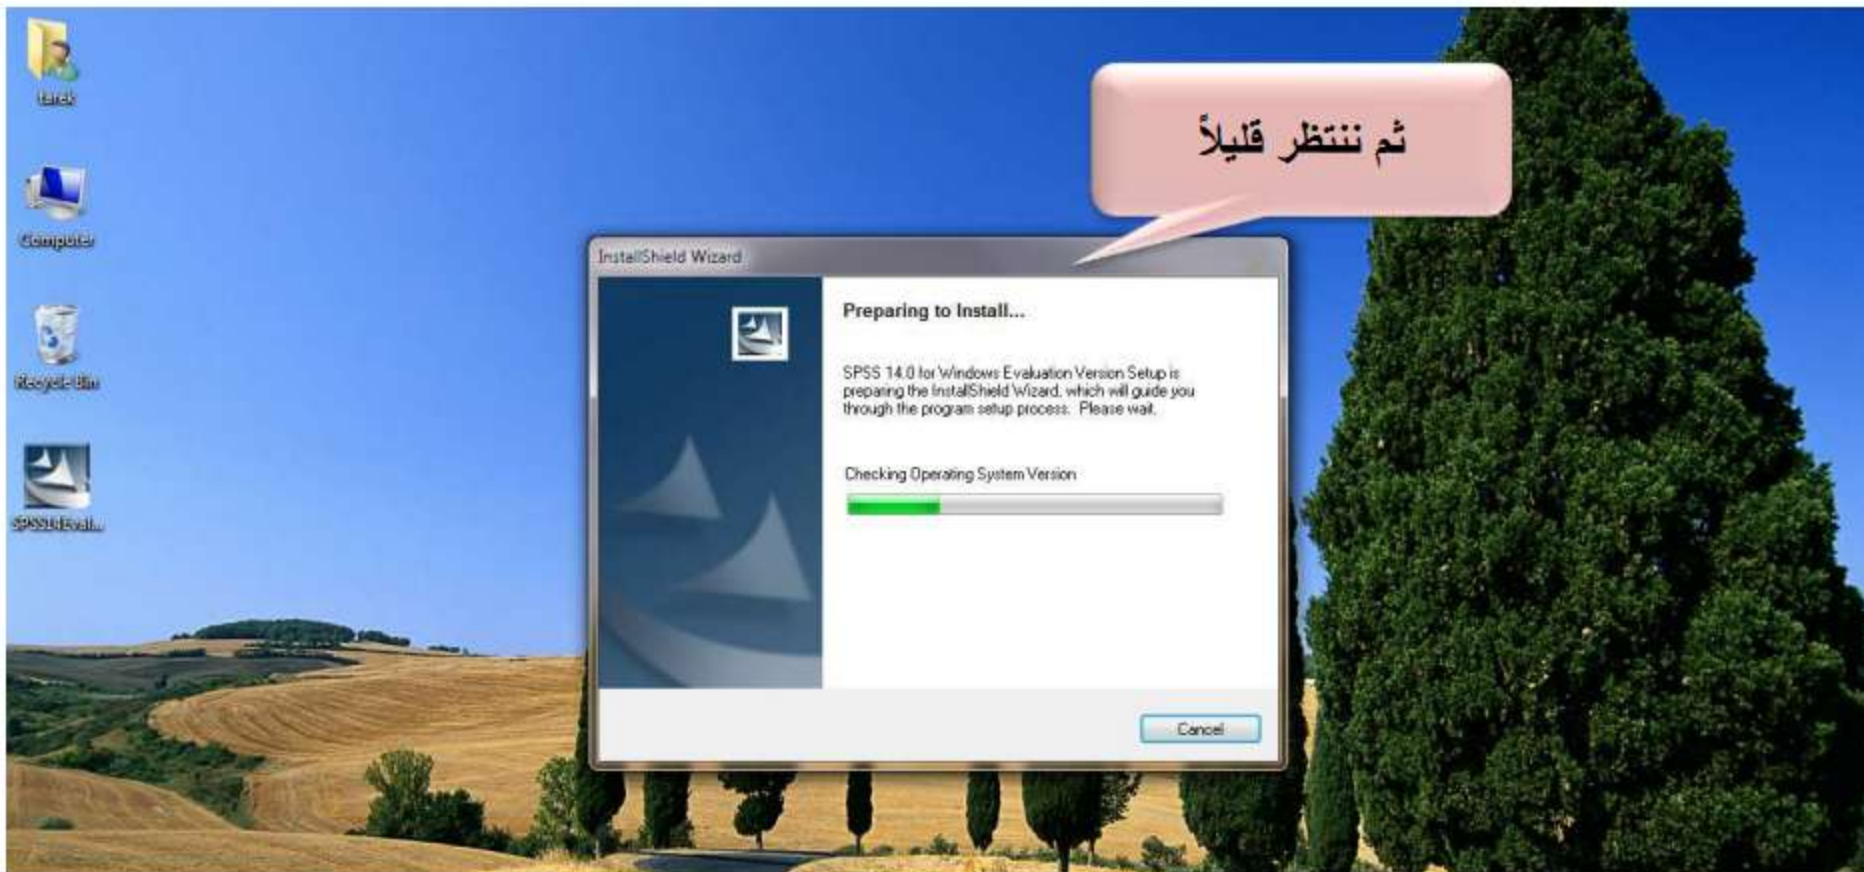 tarek
Computer
Recycle Bin
SPSS14Eval...
ثم ننتظر قليلاً
InstallShield Wizard
Preparing to Install...
SPSS 14.0 for Windows Evaluation Version Setup is
preparing the InstallShield Wizard, which will guide you
through the program setup process. Please wait.
Checking Operating System Version
Cancel